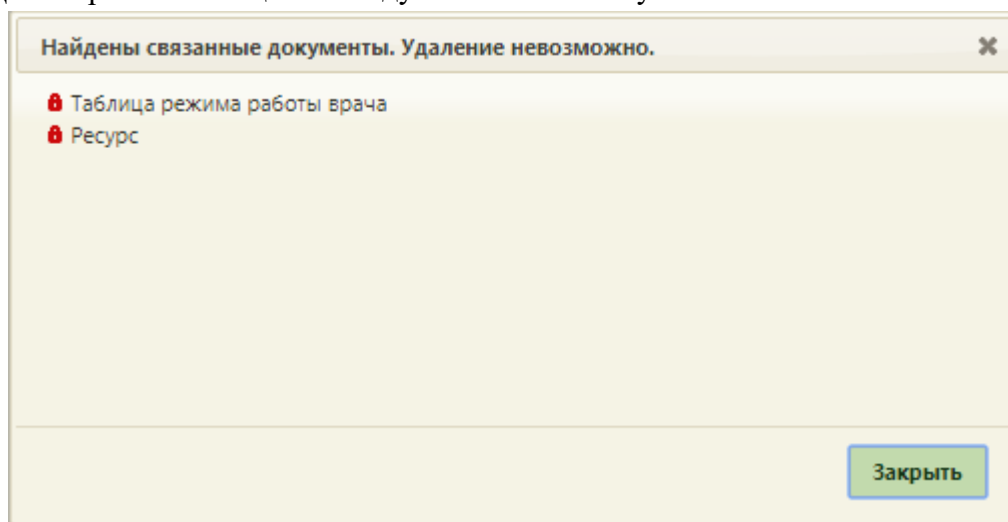 Найдены связанные документы. Удаление невозможно.
Таблица режима работы врача
Ресурс
Закрыть